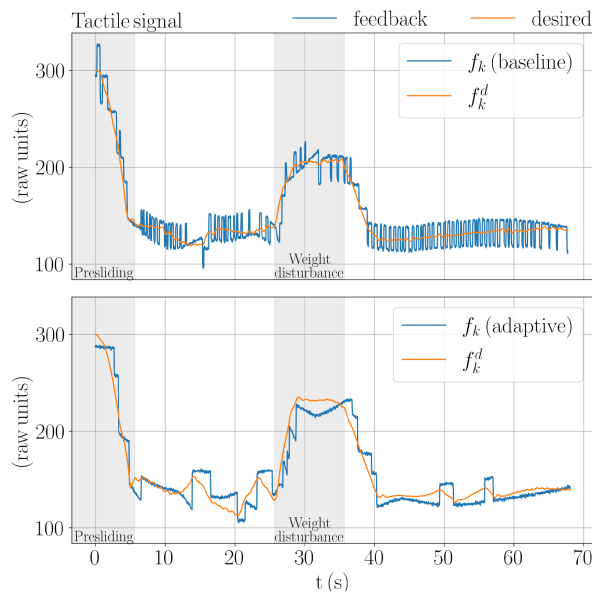 Tactile signal feedback desired
300
200
100
(raw units)
f_k (baseline)
f_k^d
Presliding
Weight
disturbance
300
200
100
(raw units)
f_k (adaptive)
f_k^d
Presliding
Weight
disturbance
0 10 20 30 40 50 60 70
t (s)